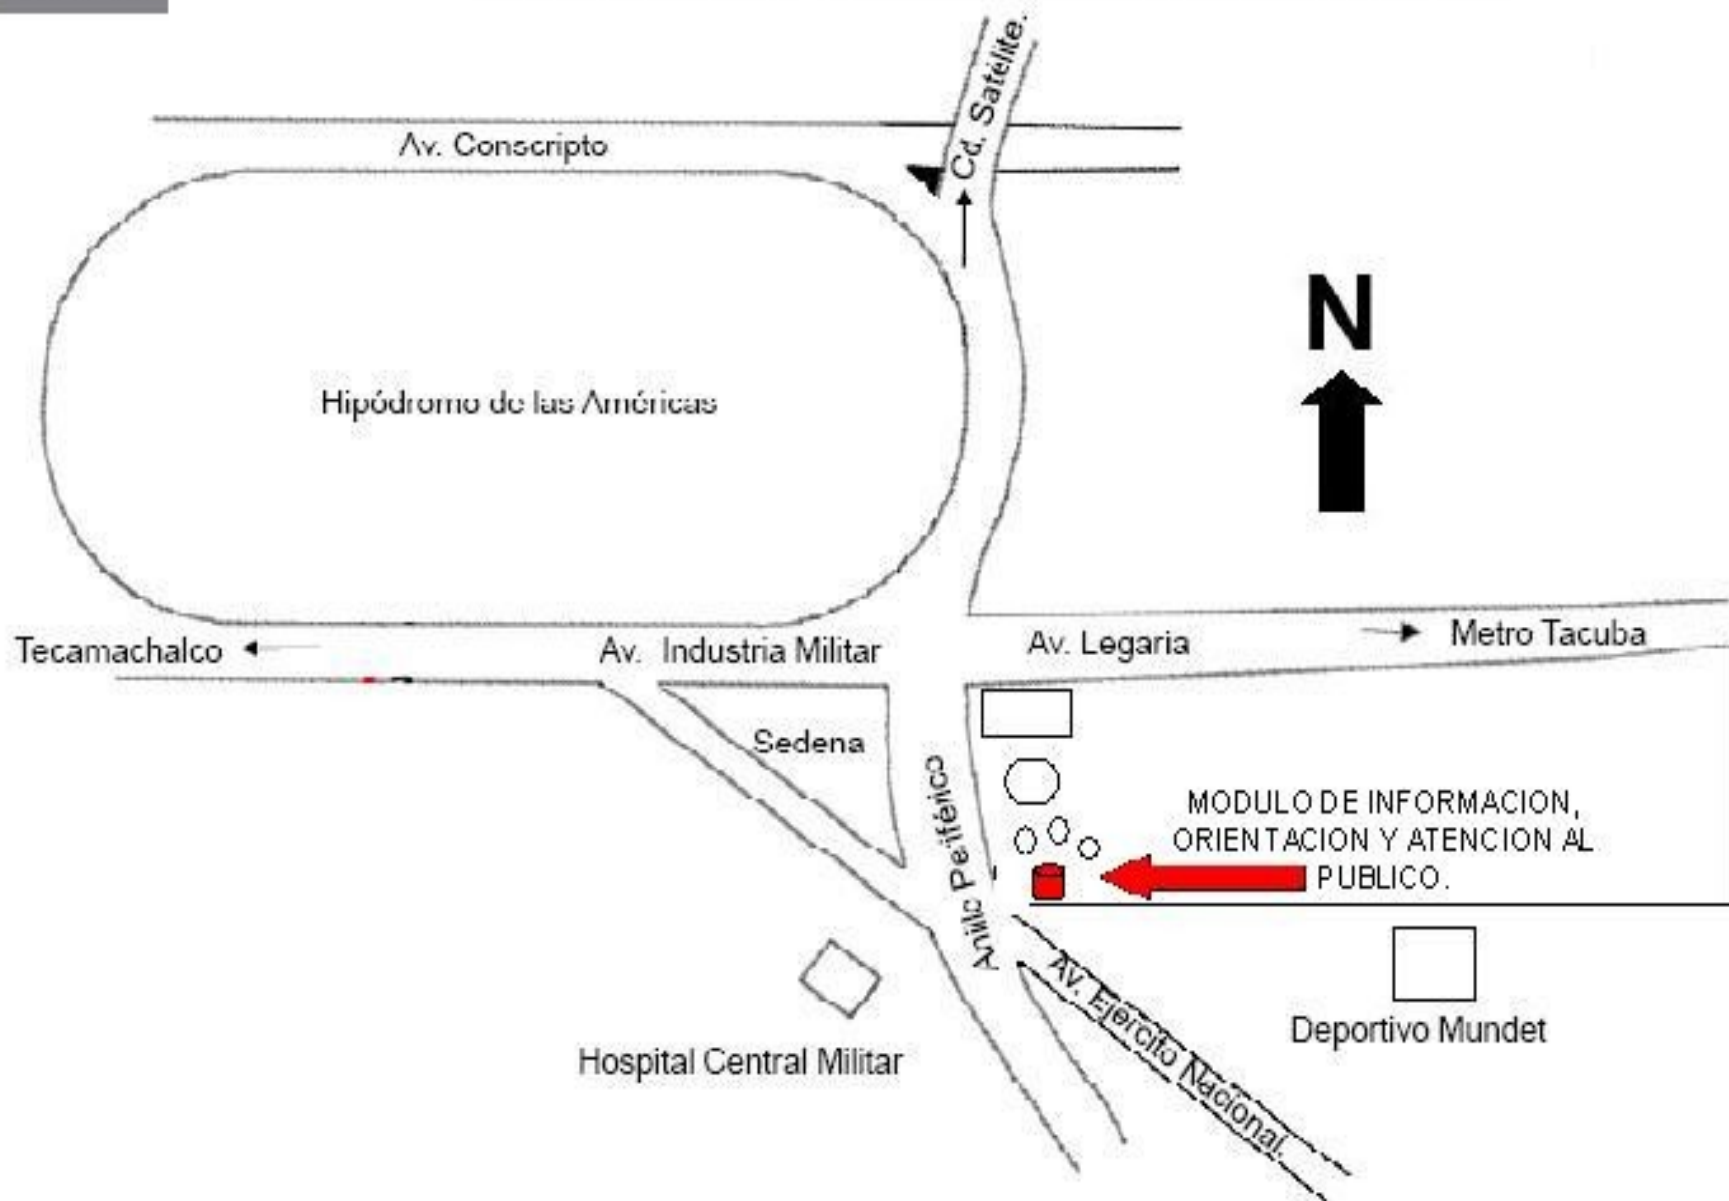 Cd. Satélite.
Av. Conscripto
N
Hipódromo de las Américas
Tecamachalco
Av. Industria Militar
Av. Legaria
Metro Tacuba
Sedena
Anillo Periférico
MODULO DE INFORMACION,
ORIENTACION Y ATENCION AL
PUBLICO.
Av. Ejercito Nacional.
Deportivo Mundet
Hospital Central Militar